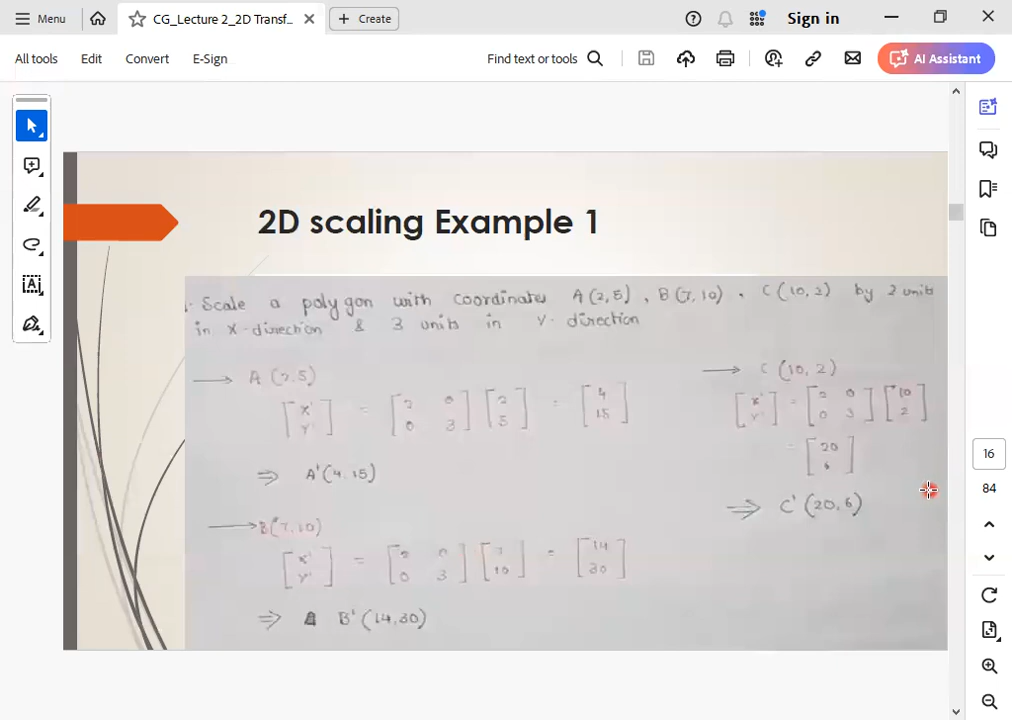 Menu
CG_Lecture 2_2D Transf...
Create
Sign in
All tools
Edit
Convert
E-Sign
Find text or tools
AI Assistant
2D scaling Example 1
Scale a polygon with coordinates A(2,5), B(7,10), C(10,2) by 2 units
in X-direction & 3 units in Y-direction
A(2,5)
[X' Y'] = [2 0 0 3] [2 5] = [4 15]
⇒ A'(4,15)
B(7,10)
[X' Y'] = [2 0 0 3] [7 10] = [14 30]
⇒ B'(14,30)
C(10,2)
[X' Y'] = [2 0 0 3] [10 2]
= [20 6]
⇒ C'(20,6)
16
84